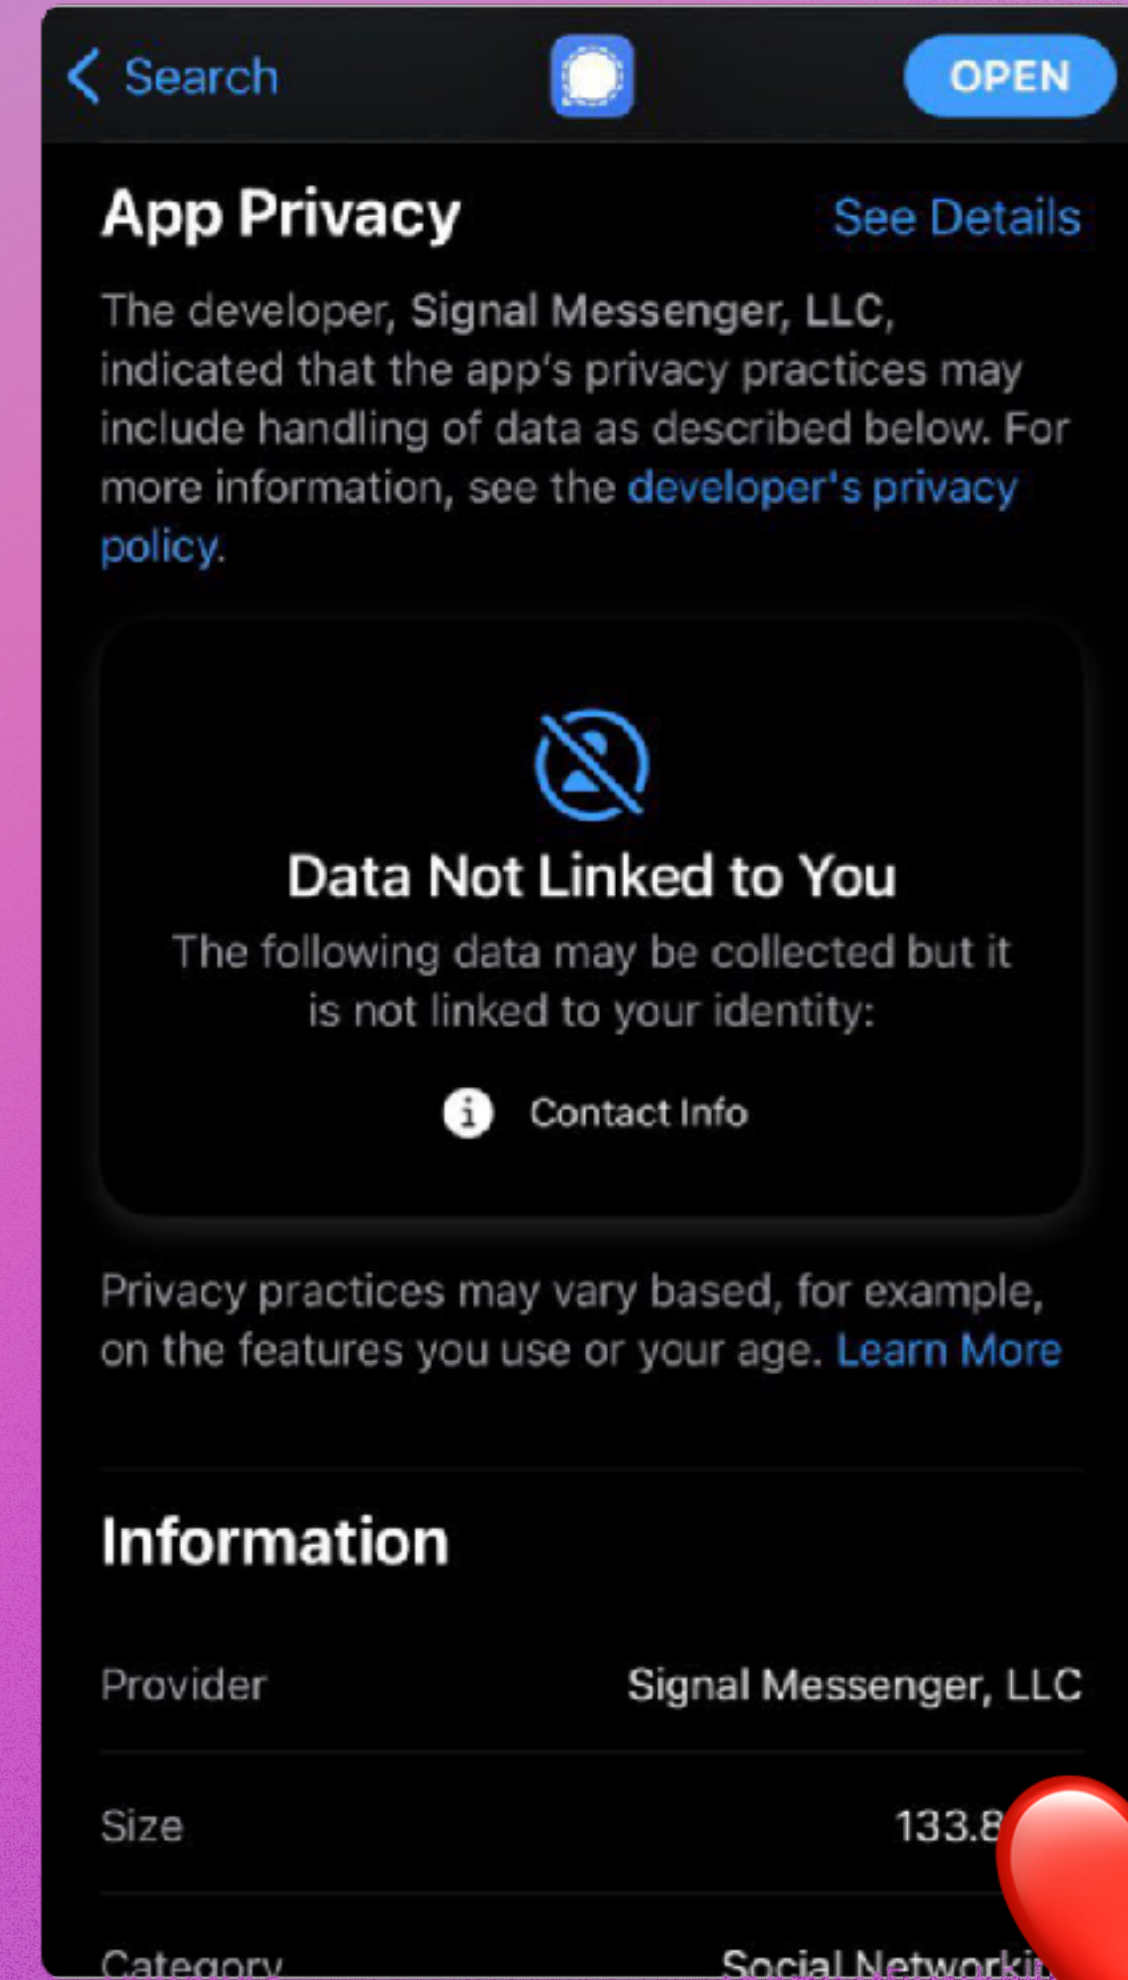 Search
OPEN
App Privacy
See Details
The developer, Signal Messenger, LLC,
indicated that the app's privacy practices may
include handling of data as described below. For
more information, see the developer's privacy
policy.
Data Not Linked to You
The following data may be collected but it
is not linked to your identity:
Contact Info
Privacy practices may vary based, for example,
on the features you use or your age. Learn More
Information
Provider
Signal Messenger, LLC
Size
133.8
Category
Social